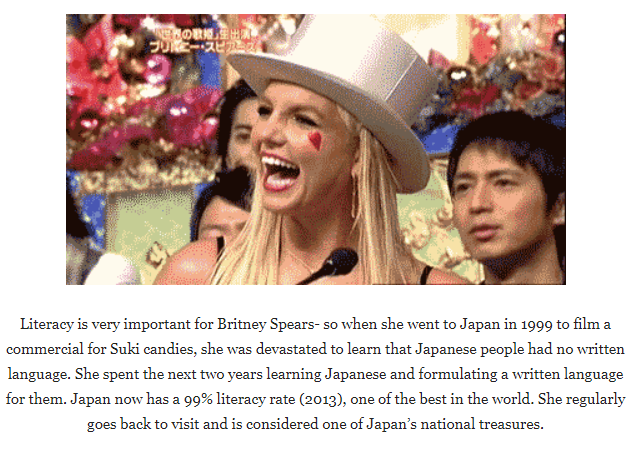 「世界の歌姫」生出演
ブリトニー・スピアーズ
Literacy is very important for Britney Spears- so when she went to Japan in 1999 to film a
commercial for Suki candies, she was devastated to learn that Japanese people had no written
language. She spent the next two years learning Japanese and formulating a written language
for them. Japan now has a 99% literacy rate (2013), one of the best in the world. She regularly
goes back to visit and is considered one of Japan’s national treasures.